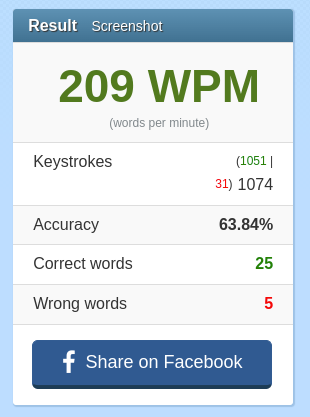 Result Screenshot
209 WPM
(words per minute)
Keystrokes (1051 |
31) 1074
Accuracy 63.84%
Correct words 25
Wrong words 5
Share on Facebook